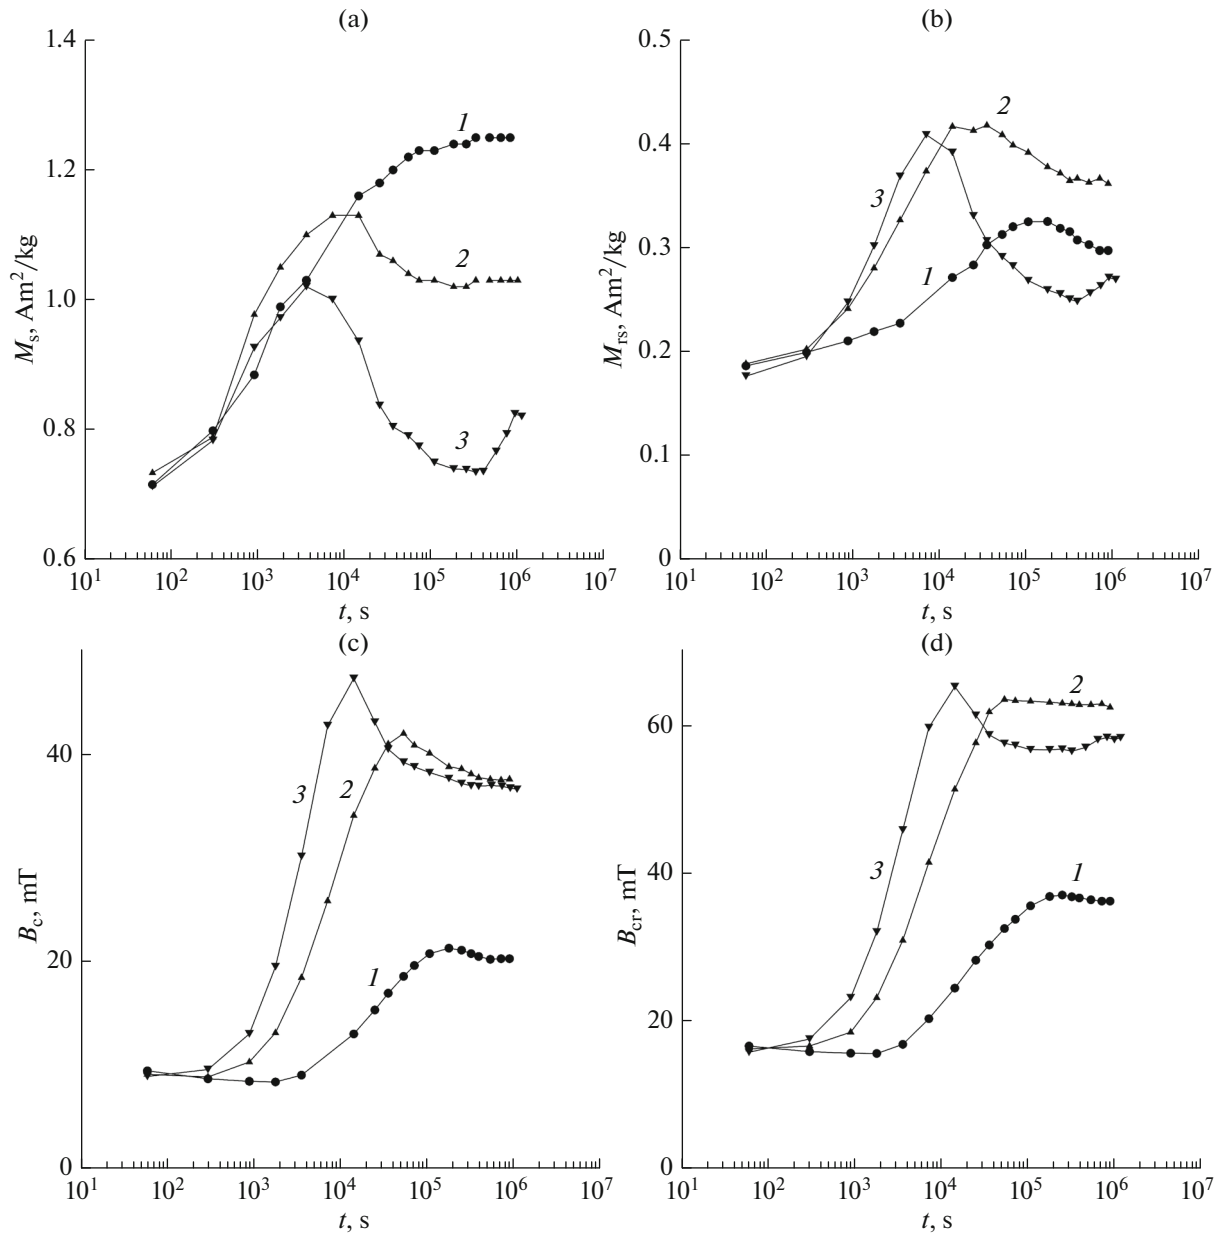 (a)
1.4
1.2
1.0
0.8
0.6
M_s, Am²/kg
1
2
3
10¹ 10² 10³ 10⁴ 10⁵ 10⁶ 10⁷
t, s
(b)
0.5
0.4
0.3
0.2
0.1
0
M_rs, Am²/kg
2
3
1
10¹ 10² 10³ 10⁴ 10⁵ 10⁶ 10⁷
t, s
(c)
40
20
0
B_c, mT
3
2
1
10¹ 10² 10³ 10⁴ 10⁵ 10⁶ 10⁷
t, s
(d)
60
40
20
0
B_cr, mT
2
3
1
10¹ 10² 10³ 10⁴ 10⁵ 10⁶ 10⁷
t, s